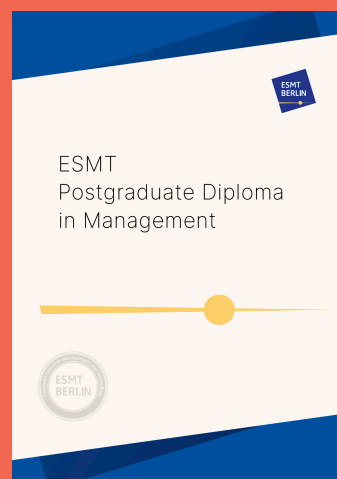 ESMT
BERLIN
ESMT
Postgraduate Diploma
in Management
ESMT
BERLIN